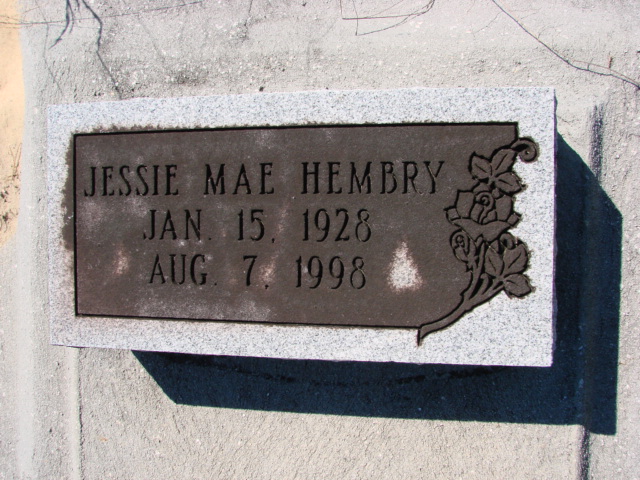 JESSIE MAE HEMBRY
JAN. 15, 1928
AUG. 7, 1998